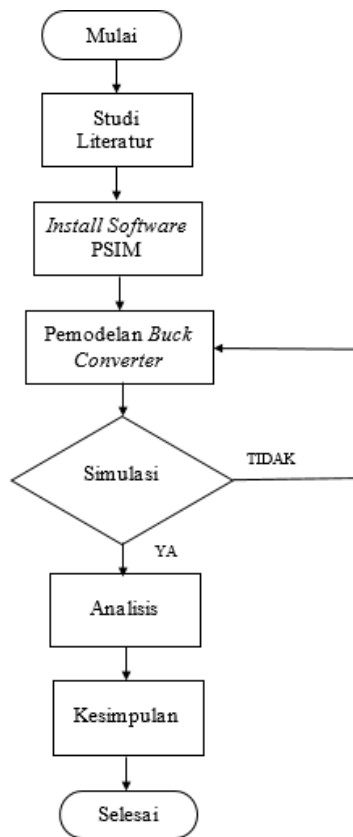 Mulai
Studi
Literatur
Install Software
PSIM
Pemodelan Buck
Converter
Simulasi
TIDAK
YA
Analisis
Kesimpulan
Selesai